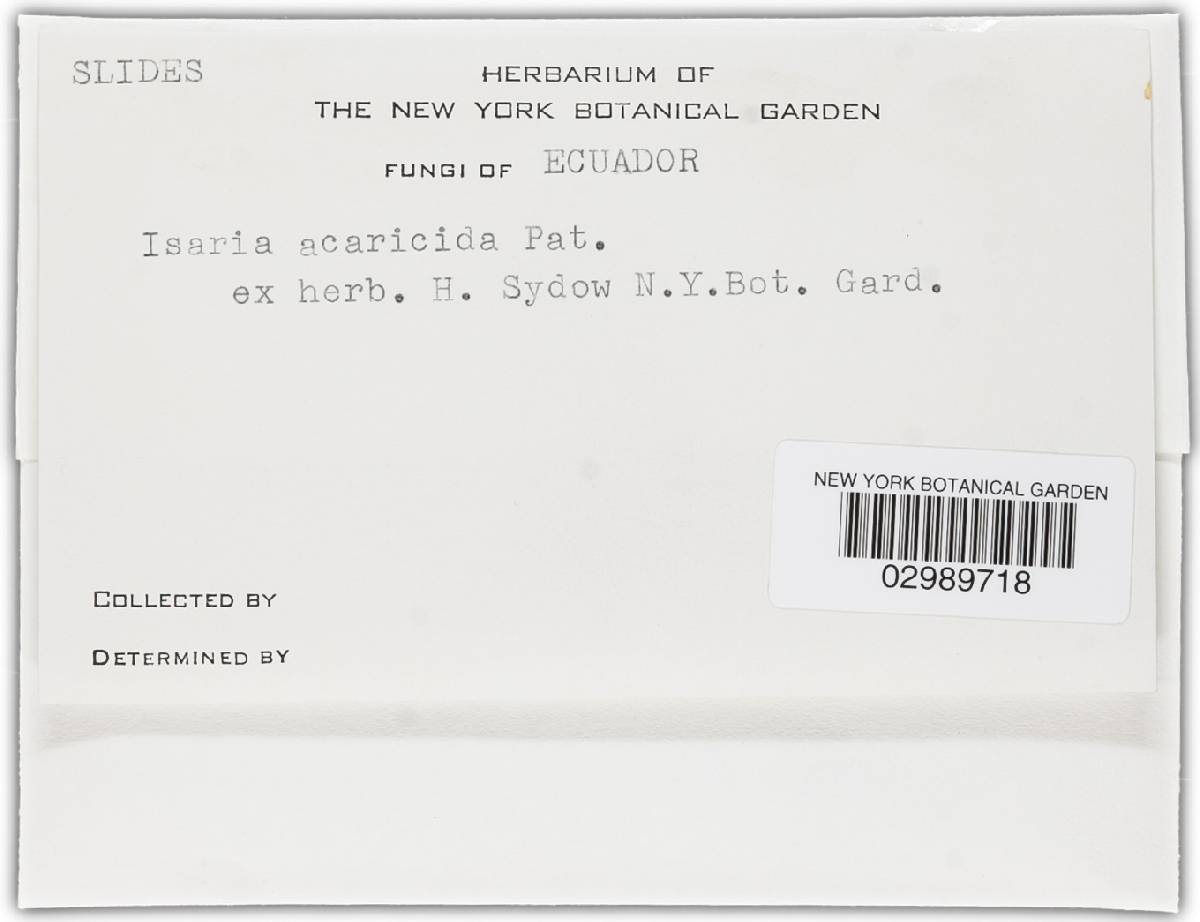 SLIDES
HERBARIUM OF
THE NEW YORK BOTANICAL GARDEN
FUNGI OF ECUADOR
Isaria acaricida Pat.
ex herb. H. Sydow N.Y.Bot. Gard.
NEW YORK BOTANICAL GARDEN
02989718
COLLECTED BY
DETERMINED BY